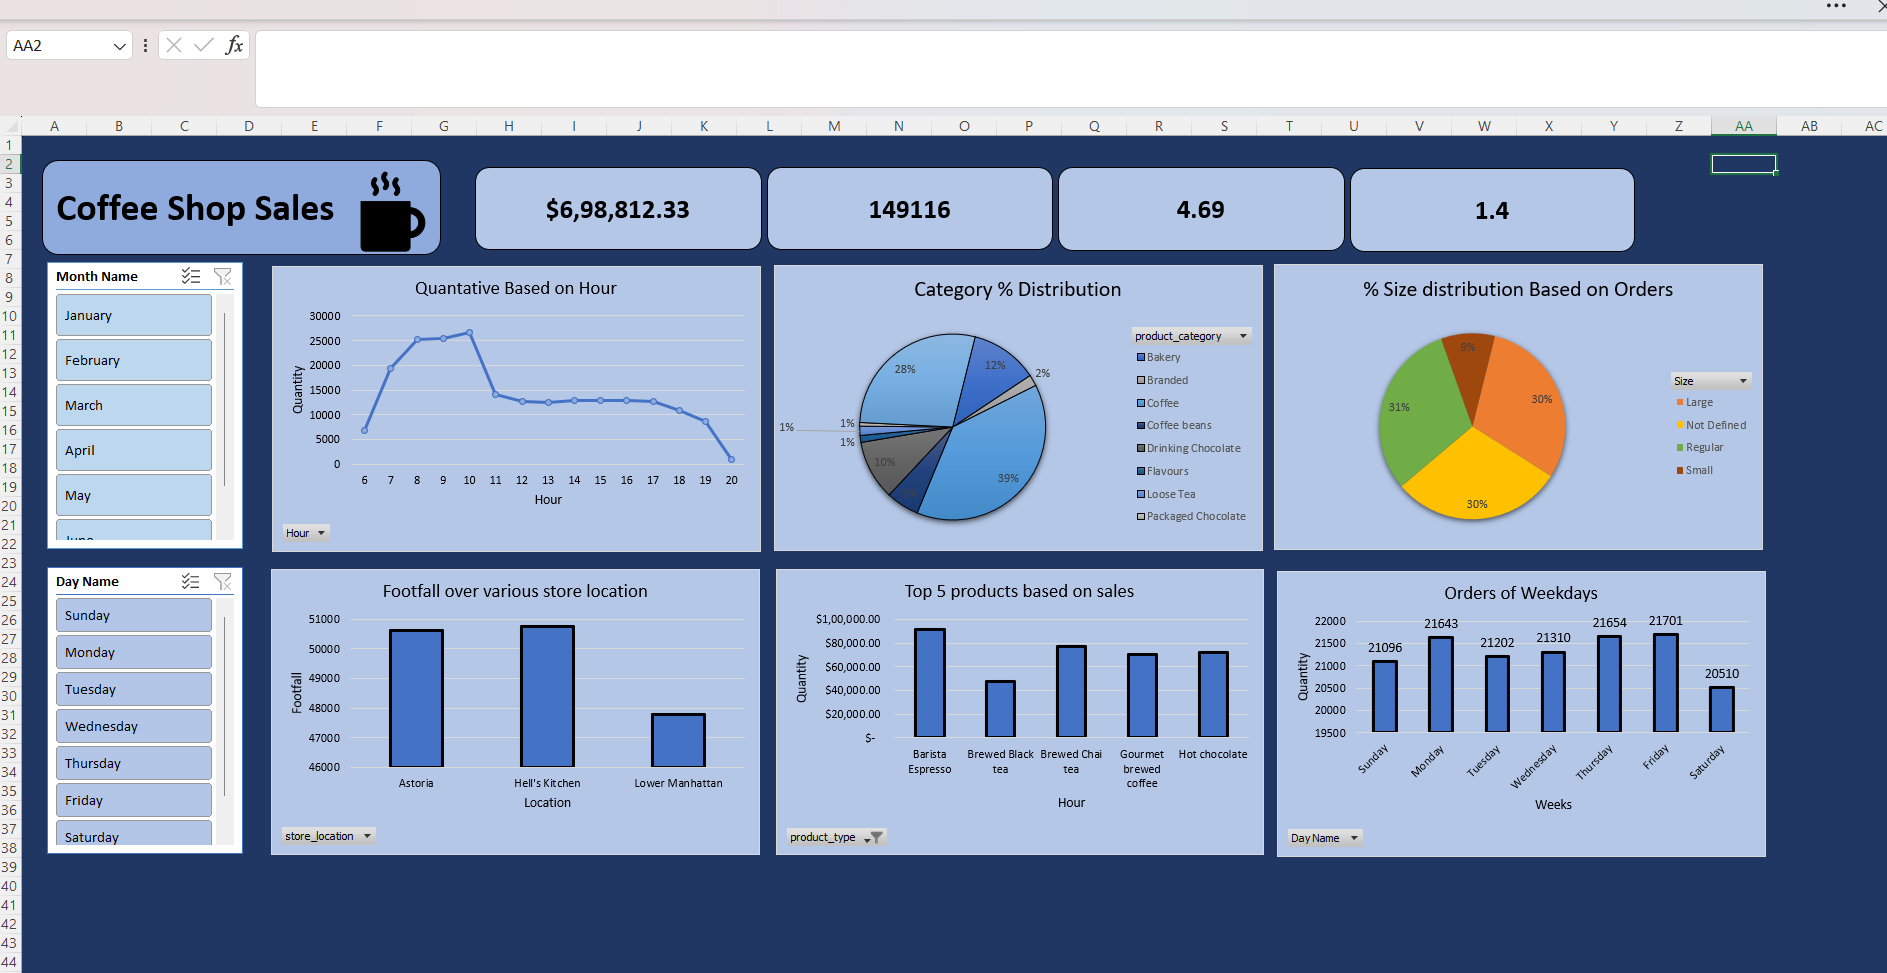 AA2
fx
A B C D E F G H I J K L M N O P Q R S T U V W X Y Z AA AB AC
1
2
3
4
5
6
7
8
9
10
11
12
13
14
15
16
17
18
19
20
21
22
23
24
25
26
27
28
29
30
31
32
33
34
35
36
37
38
39
40
41
42
43
44
Coffee Shop Sales
$6,98,812.33
149116
4.69
1.4
Month Name
January
February
March
April
May
June
Quantative Based on Hour
30000
25000
20000
15000
10000
5000
0
Quantity
6 7 8 9 10 11 12 13 14 15 16 17 18 19 20
Hour
Hour
Category % Distribution
28%
12%
2%
1%
1%
1%
10%
39%
product_category
Bakery
Branded
Coffee
Coffee beans
Drinking Chocolate
Flavours
Loose Tea
Packaged Chocolate
% Size distribution Based on Orders
9%
30%
31%
30%
Size
Large
Not Defined
Regular
Small
Day Name
Sunday
Monday
Tuesday
Wednesday
Thursday
Friday
Saturday
Footfall over various store location
51000
50000
49000
48000
47000
46000
Footfall
Astoria Hell's Kitchen Lower Manhattan
Location
store_location
Top 5 products based on sales
$1,00,000.00
$80,000.00
$60,000.00
$40,000.00
$20,000.00
$-
Quantity
Barista Espresso
Brewed Black tea
Brewed Chai tea
Gourmet brewed coffee
Hot chocolate
Hour
product_type
Orders of Weekdays
22000
21500
21000
20500
20000
19500
Quantity
21096 21643 21202 21310 21654 21701 20510
Sunday Monday Tuesday Wednesday Thursday Friday Saturday
Weeks
Day Name